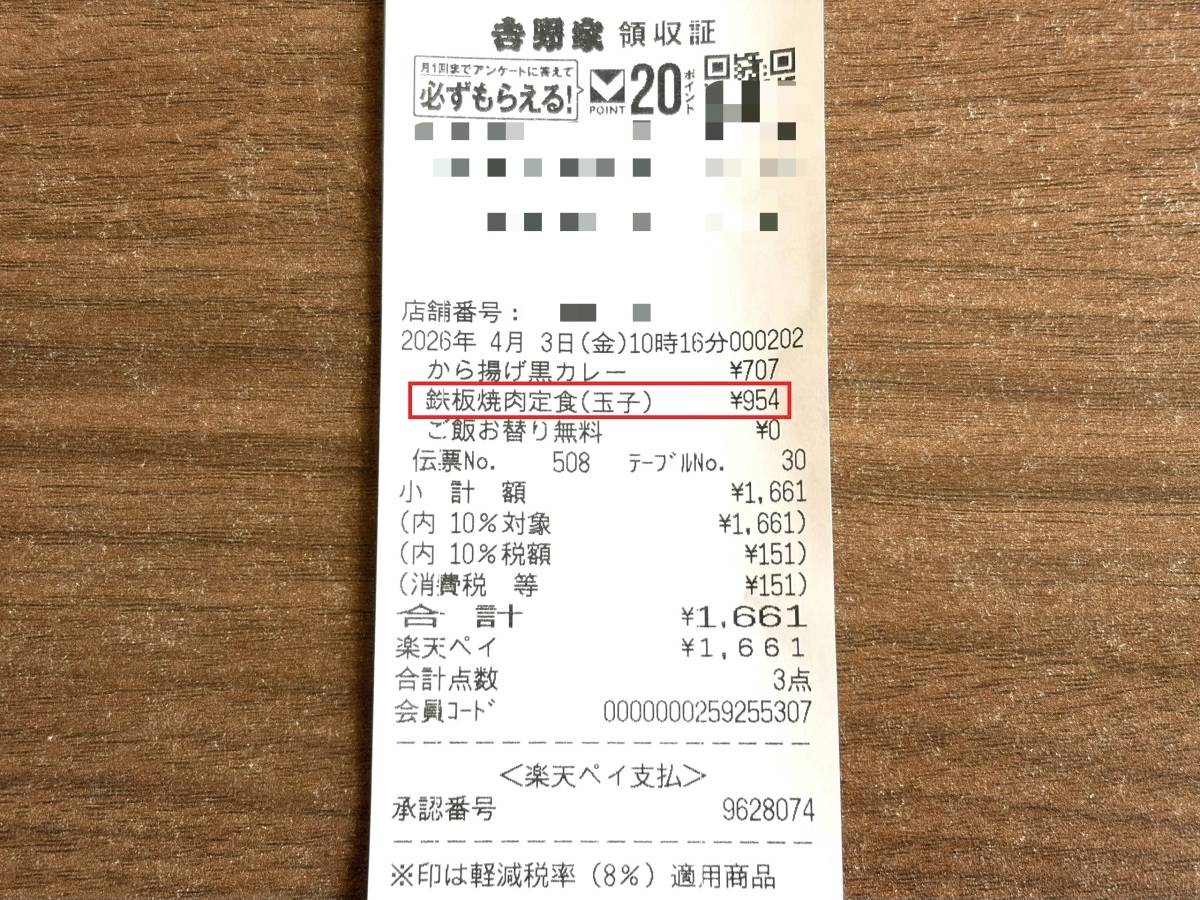 吉野家 領収証
月1回までアンケートに答えて
必ずもらえる!
POINT 20 ポイント
店舗番号：
2026年 4月 3日(金)10時16分000202
から揚げ黒カレー ¥707
鉄板焼肉定食(玉子) ¥954
ご飯お替り無料 ¥0
伝票No. 508 ﾃｰﾌﾞﾙNo. 30
小 計 額 ¥1,661
(内 10%対象 ¥1,661)
(内 10%税額 ¥151)
(消費税 等 ¥151)
合 計 ¥1,661
楽天ペイ ¥1,661
合計点数 3点
会員ｺｰﾄﾞ 0000000259255307
＜楽天ペイ支払＞
承認番号 9628074
※印は軽減税率（8%）適用商品